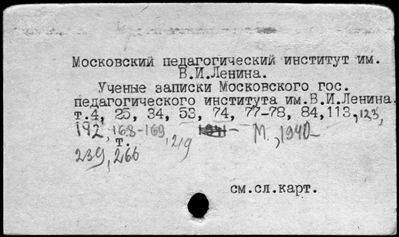 Московский педагогический институт им.
В.И.Ленина.
Ученые записки Московского гос.
педагогического института им.В.И.Ленина.
т.4, 25, 34, 53, 74, 77-78, 84,113,123,
192, 168-169, 219 М., 1940-
т.
239, 266
см.сл.карт.